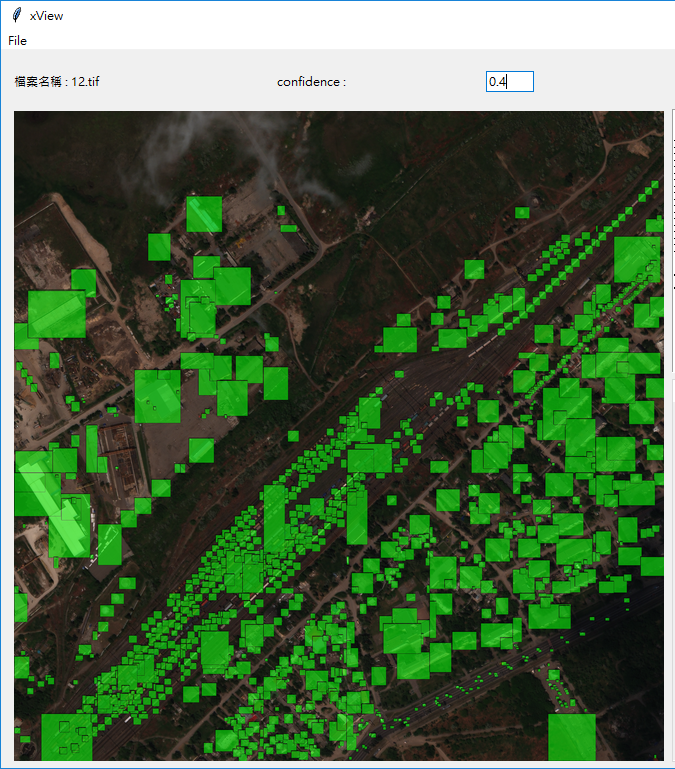 xView
File
檔案名稱 : 12.tif
confidence :
0.4